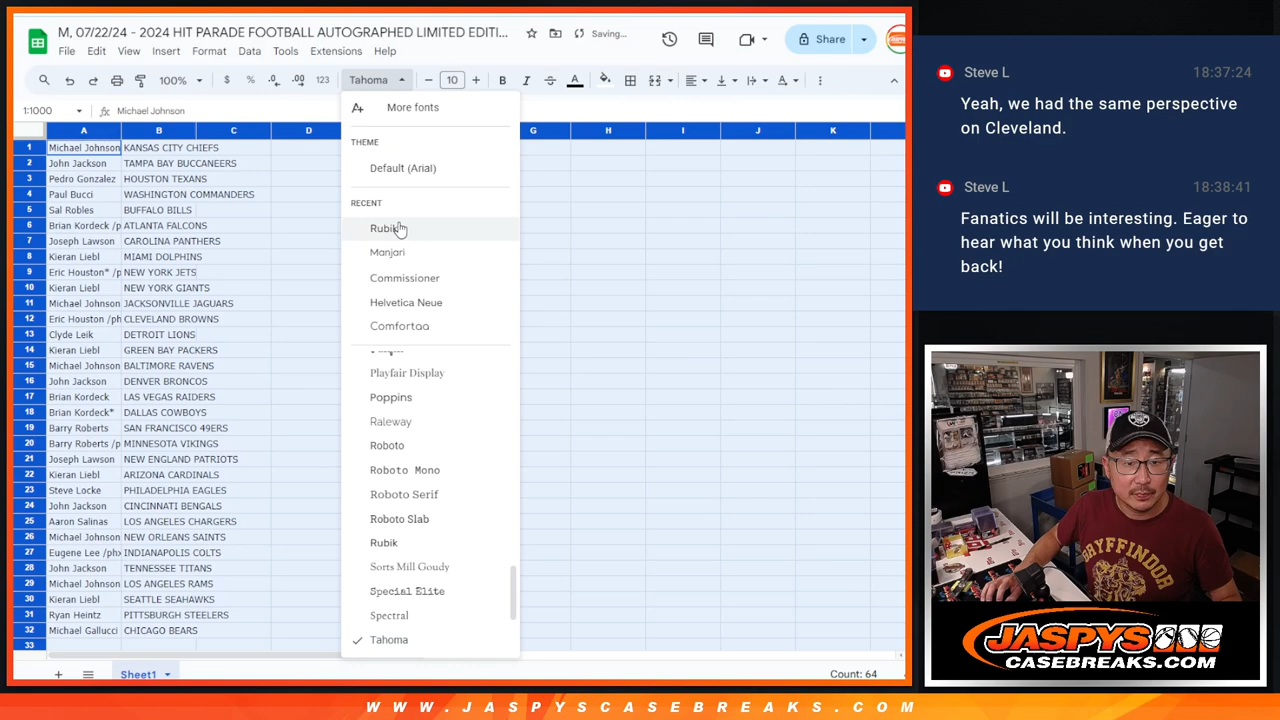 M, 07/22/24 - 2024 HIT PARADE FOOTBALL AUTOGRAPHED LIMITED EDITI...
Saving...
Share
File Edit View Insert Format Data Tools Extensions Help
100% $ % .0 .00 123 Tahoma 10 B I A
1:1000 Michael Johnson
A B C D G H I J K
1 Michael Johnson KANSAS CITY CHIEFS
2 John Jackson TAMPA BAY BUCCANEERS
3 Pedro Gonzalez HOUSTON TEXANS
4 Paul Bucci WASHINGTON COMMANDERS
5 Sal Robles BUFFALO BILLS
6 Brian Kordeck /p ATLANTA FALCONS
7 Joseph Lawson CAROLINA PANTHERS
8 Kieran Liebl MIAMI DOLPHINS
9 Eric Houston* /p NEW YORK JETS
10 Kieran Liebl NEW YORK GIANTS
11 Michael Johnson JACKSONVILLE JAGUARS
12 Eric Houston /ph CLEVELAND BROWNS
13 Clyde Leik DETROIT LIONS
14 Kieran Liebl GREEN BAY PACKERS
15 Michael Johnson BALTIMORE RAVENS
16 John Jackson DENVER BRONCOS
17 Brian Kordeck LAS VEGAS RAIDERS
18 Brian Kordeck* DALLAS COWBOYS
19 Barry Roberts SAN FRANCISCO 49ERS
20 Barry Roberts /p MINNESOTA VIKINGS
21 Joseph Lawson NEW ENGLAND PATRIOTS
22 Kieran Liebl ARIZONA CARDINALS
23 Steve Locke PHILADELPHIA EAGLES
24 John Jackson CINCINNATI BENGALS
25 Aaron Salinas LOS ANGELES CHARGERS
26 Michael Johnson NEW ORLEANS SAINTS
27 Eugene Lee /phx INDIANAPOLIS COLTS
28 John Jackson TENNESSEE TITANS
29 Michael Johnson LOS ANGELES RAMS
30 Kieran Liebl SEATTLE SEAHAWKS
31 Ryan Heintz PITTSBURGH STEELERS
32 Michael Gallucci CHICAGO BEARS
33
More fonts
THEME
Default (Arial)
RECENT
Rubik
Manjari
Commissioner
Helvetica Neue
Comfortaa
Playfair Display
Poppins
Raleway
Roboto
Roboto Mono
Roboto Serif
Roboto Slab
Rubik
Sorts Mill Goudy
Special Elite
Spectral
Tahoma
Sheet1
Count: 64
Steve L 18:37:24
Yeah, we had the same perspective
on Cleveland.
Steve L 18:38:41
Fanatics will be interesting. Eager to
hear what you think when you get
back!
GRYFFINDOR
JASPYS
CASEBREAKS.COM
WWW.JASPYSCASEBREAKS.COM